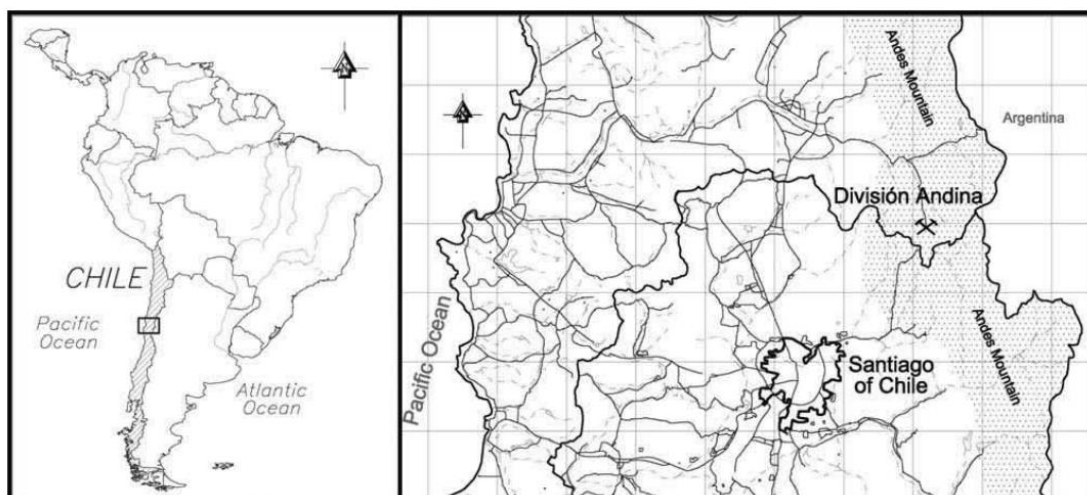 CHILE
Pacific
Ocean
Atlantic
Ocean
Andes Mountain
Argentina
División Andina
Pacific Ocean
Santiago
of Chile
Andes Mountain